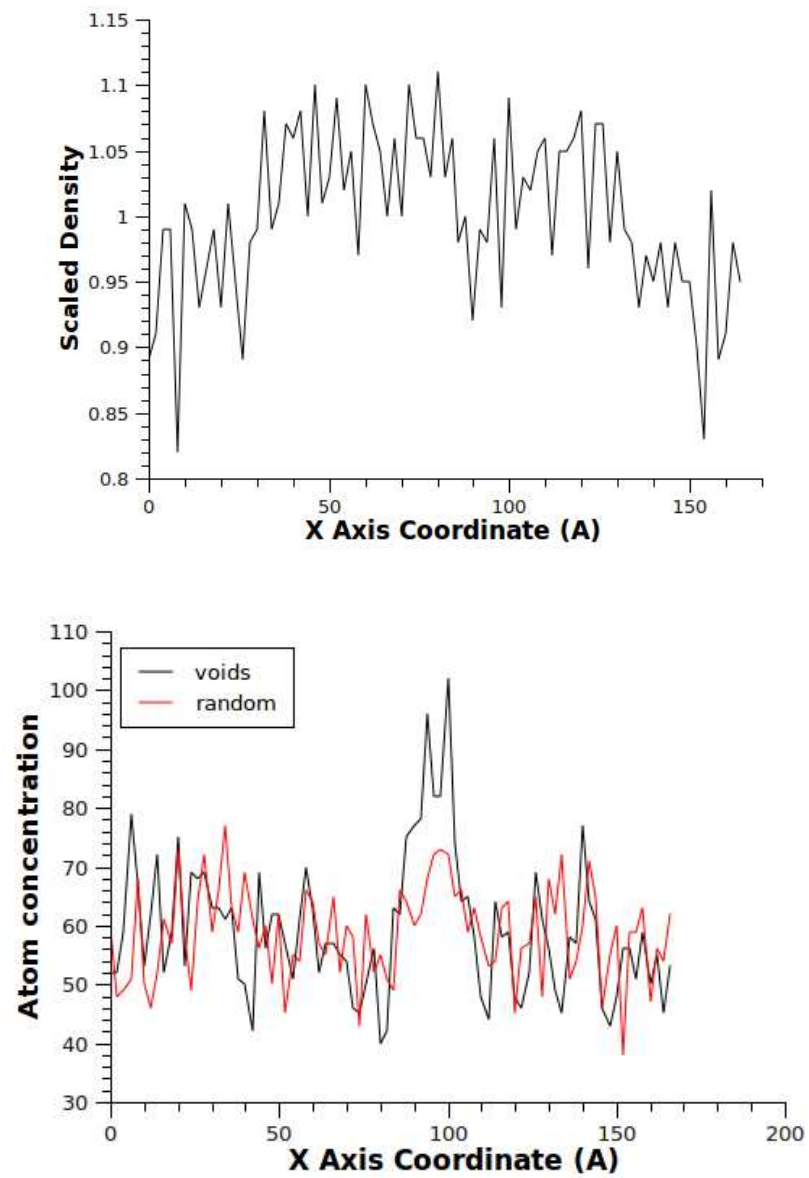 1.15
1.1
1.05
1
0.95
0.9
0.85
0.8
Scaled Density
0 50 100 150
X Axis Coordinate (A)
110
100
90
80
70
60
50
40
30
voids
random
Atom concentration
0 50 100 150 200
X Axis Coordinate (A)